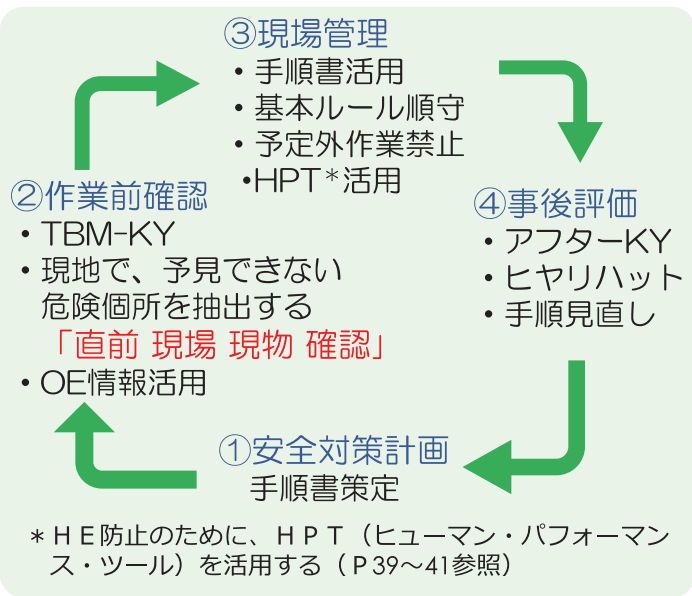 ③現場管理
・手順書活用
・基本ルール順守
・予定外作業禁止
・HPT*活用
②作業前確認
・TBM-KY
・現地で、予見できない
危険個所を抽出する
「直前 現場 現物 確認」
・OE情報活用
④事後評価
・アフターKY
・ヒヤリハット
・手順見直し
①安全対策計画
手順書策定
*ＨＥ防止のために、ＨＰＴ（ヒューマン・パフォーマン
ス・ツール）を活用する（Ｐ39～41参照）